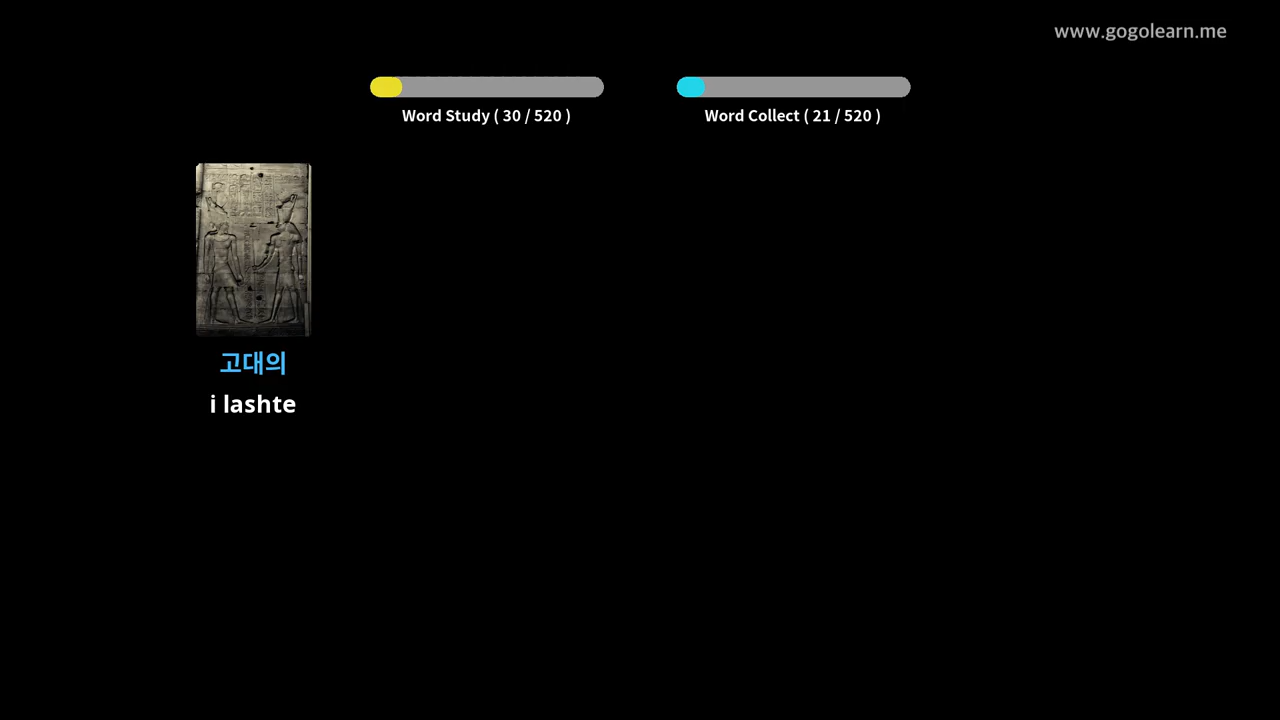 www.gogolearn.me
Word Study ( 30 / 520 )
Word Collect ( 21 / 520 )
고대의
i lashte